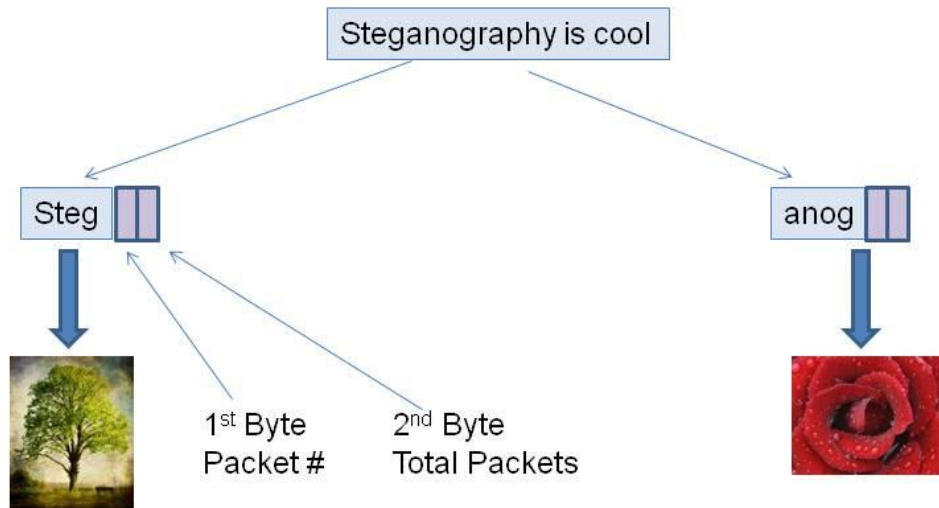 Steganography is cool
Steg
anog
1st Byte
Packet #
2nd Byte
Total Packets